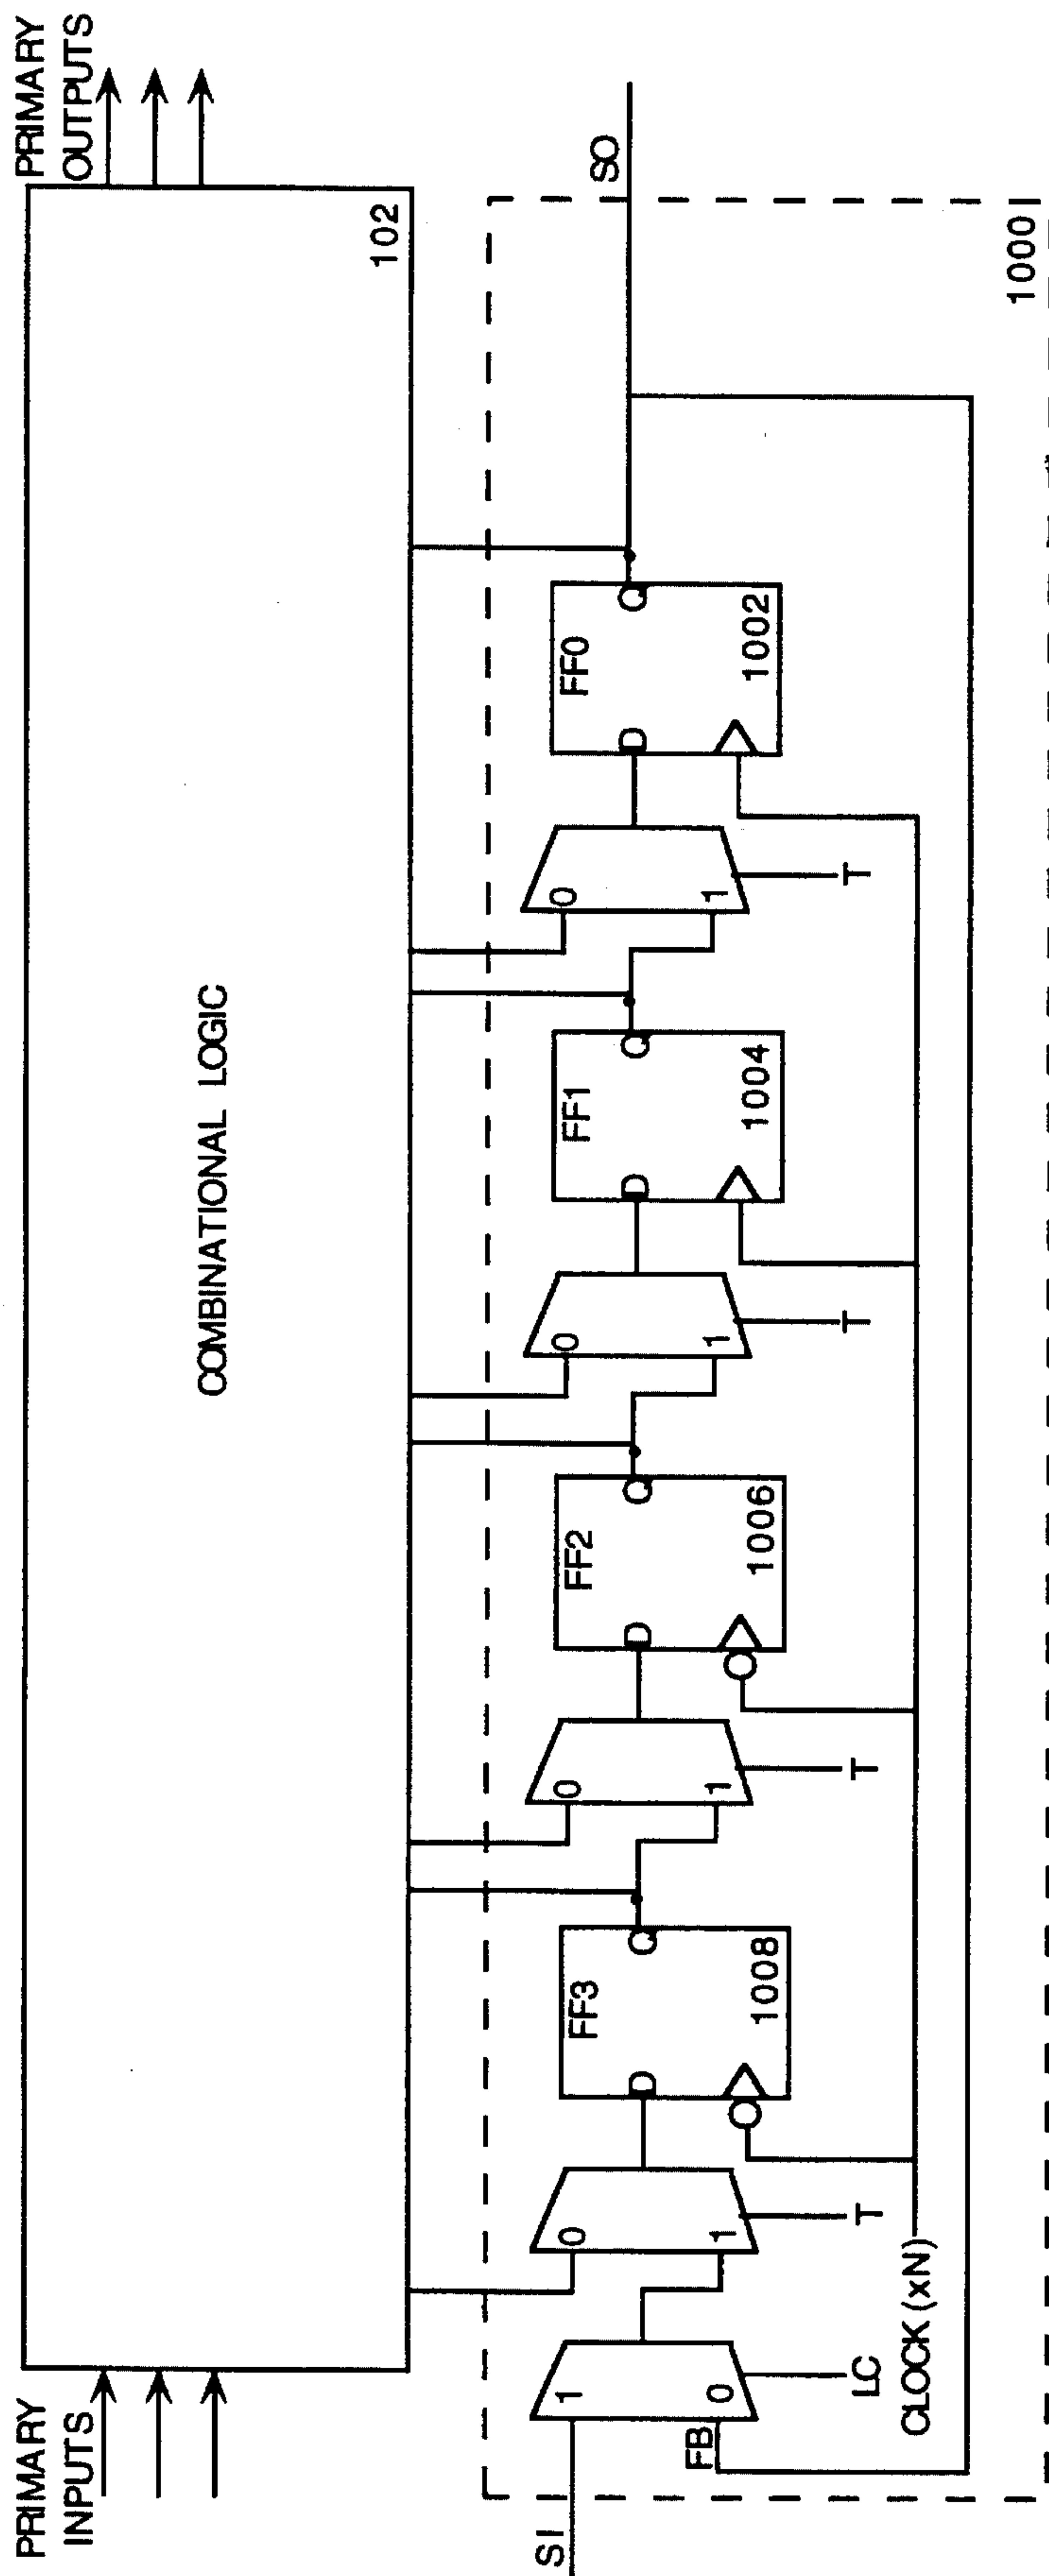 PRIMARY
INPUTS
PRIMARY
OUTPUTS
COMBINATIONAL LOGIC
102
SI
FB
1
0
LC
0
1
T
FF3
D
Q
1008
0
1
T
FF2
D
Q
1006
0
1
T
FF1
D
Q
1004
0
1
T
FF0
D
Q
1002
SO
CLOCK (xN)
1000